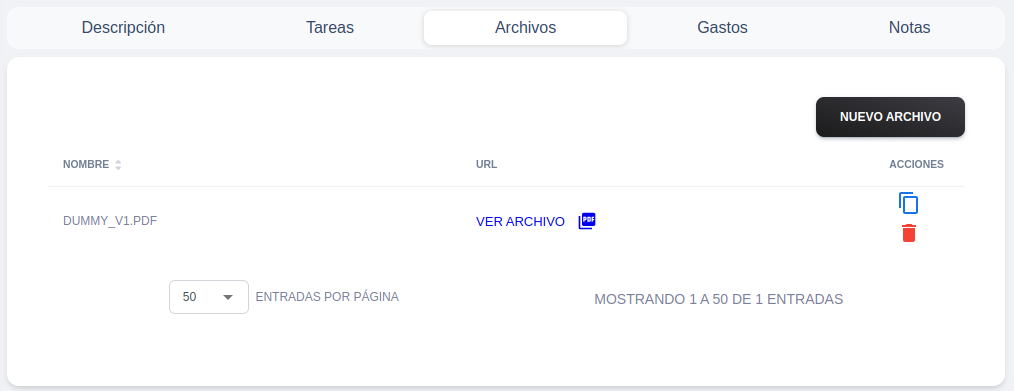 Descripción Tareas Archivos Gastos Notas
NUEVO ARCHIVO
NOMBRE URL ACCIONES
DUMMY_V1.PDF VER ARCHIVO PDF
50 ENTRADAS POR PÁGINA MOSTRANDO 1 A 50 DE 1 ENTRADAS